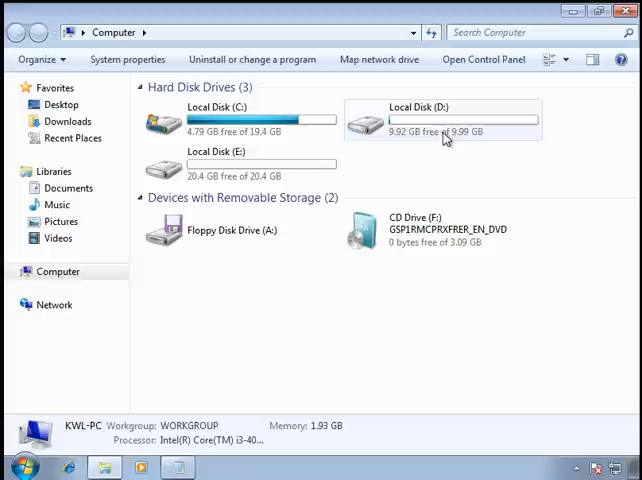 Computer
Search Computer
Organize
System properties
Uninstall or change a program
Map network drive
Open Control Panel
Favorites
Desktop
Downloads
Recent Places
Libraries
Documents
Music
Pictures
Videos
Computer
Network
Hard Disk Drives (3)
Local Disk (C:)
4.79 GB free of 19.4 GB
Local Disk (D:)
9.92 GB free of 9.99 GB
Local Disk (E:)
20.4 GB free of 20.4 GB
Devices with Removable Storage (2)
Floppy Disk Drive (A:)
CD Drive (F:)
GSP1RMCPRXFRER_EN_DVD
0 bytes free of 3.09 GB
KWL-PC Workgroup: WORKGROUP Memory: 1.93 GB
Processor: Intel(R) Core(TM) i3-40...